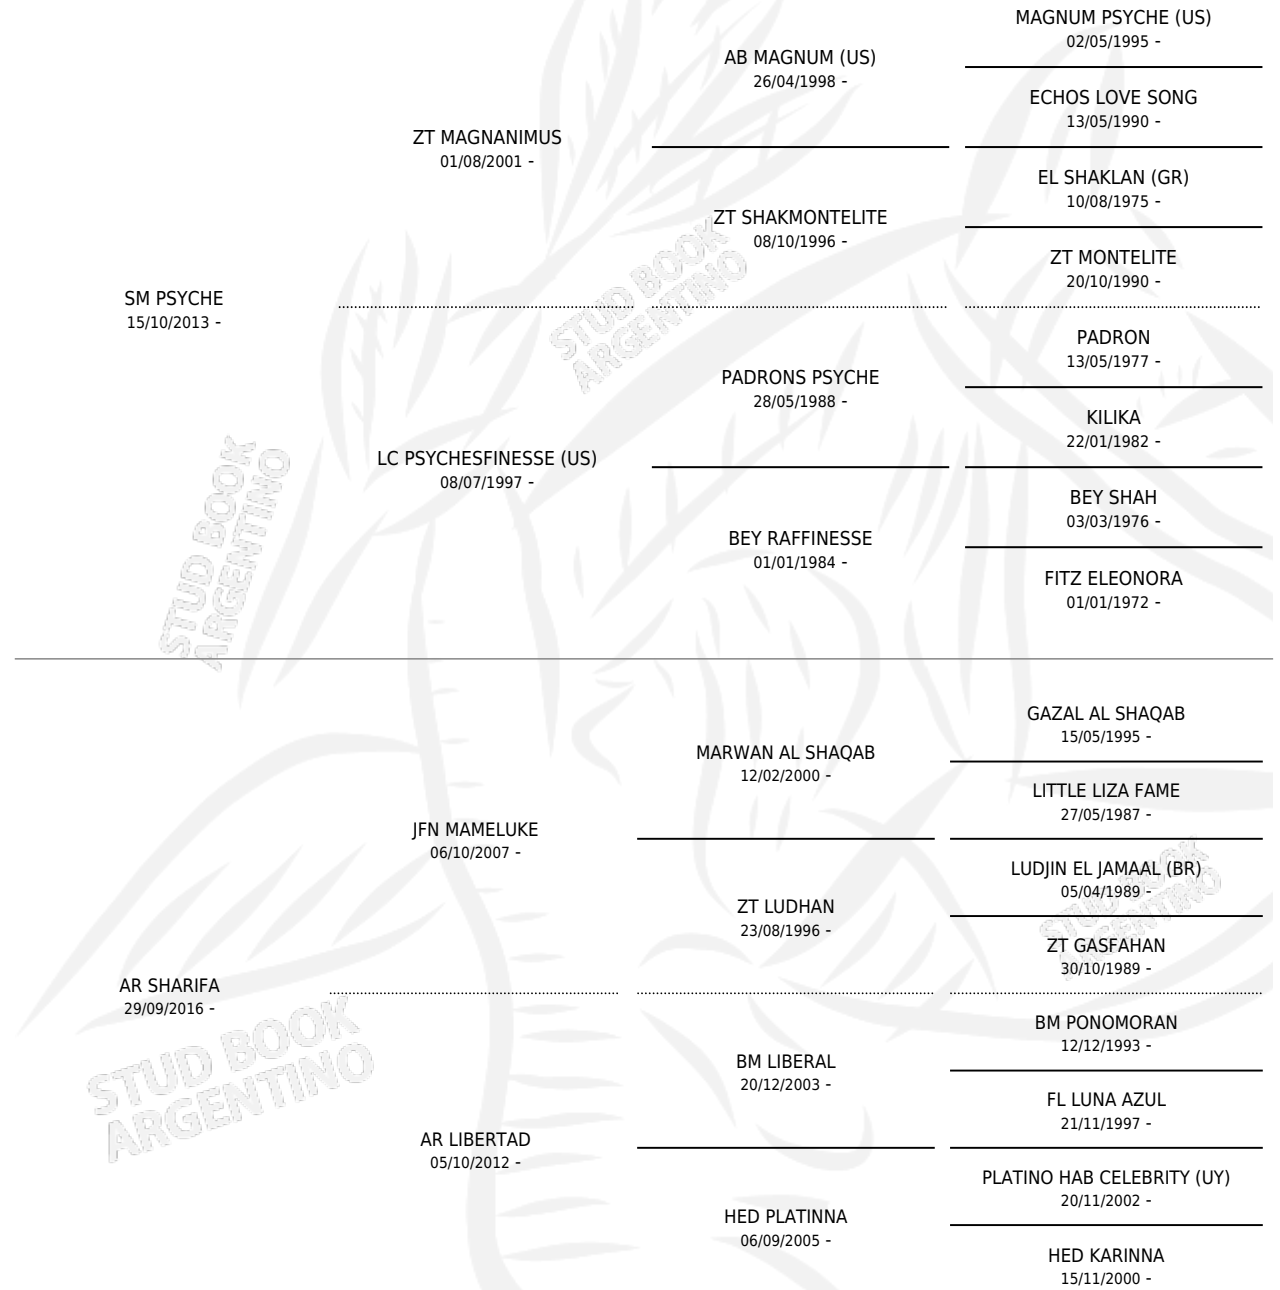 MAGNUM PSYCHE (US)
02/05/1995 -
AB MAGNUM (US)
26/04/1998 -
ECHOS LOVE SONG
13/05/1990 -
ZT MAGNANIMUS
01/08/2001 -
EL SHAKLAN (GR)
10/08/1975 -
ZT SHAKMONTELITE
08/10/1996 -
ZT MONTELITE
20/10/1990 -
SM PSYCHE
15/10/2013 -
STUD BOOK
ARGENTINO
PADRON
13/05/1977 -
PADRONS PSYCHE
28/05/1988 -
KILIKA
22/01/1982 -
LC PSYCHESFINESSE (US)
08/07/1997 -
BEY SHAH
03/03/1976 -
BEY RAFFINESSE
01/01/1984 -
FITZ ELEONORA
01/01/1972 -
STUD BOOK
ARGENTINO
GAZAL AL SHAQAB
15/05/1995 -
MARWAN AL SHAQAB
12/02/2000 -
LITTLE LIZA FAME
27/05/1987 -
JFN MAMELUKE
06/10/2007 -
LUDJIN EL JAMAAL (BR)
05/04/1989 -
ZT LUDHAN
23/08/1996 -
STUD BOOK
ARGENTINO
ZT GASFAHAN
30/10/1989 -
AR SHARIFA
29/09/2016 -
BM PONOMORAN
12/12/1993 -
BM LIBERAL
20/12/2003 -
STUD BOOK
ARGENTINO
FL LUNA AZUL
21/11/1997 -
AR LIBERTAD
05/10/2012 -
PLATINO HAB CELEBRITY (UY)
20/11/2002 -
HED PLATINNA
06/09/2005 -
HED KARINNA
15/11/2000 -